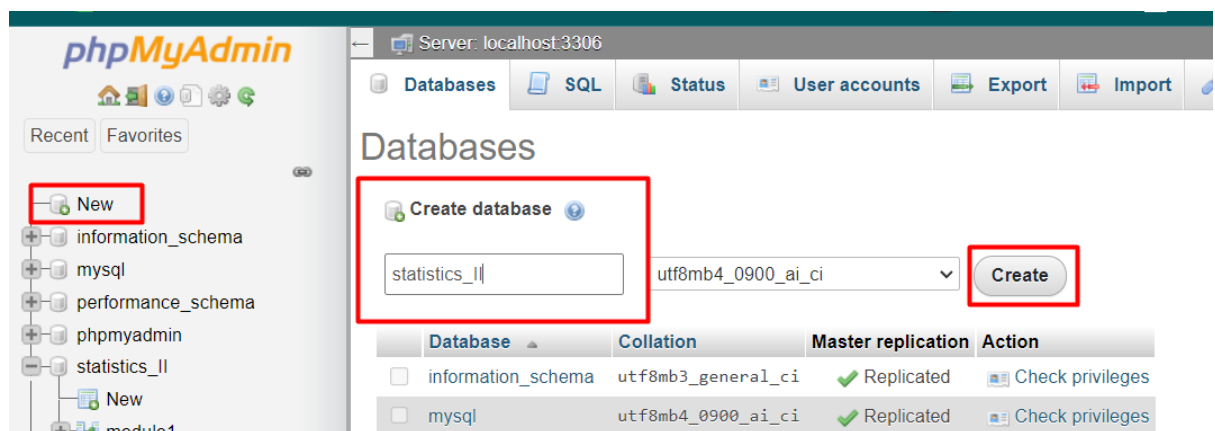 phpMyAdmin
Recent Favorites
New
information_schema
mysql
performance_schema
phpmyadmin
statistics_II
New
module1
Server: localhost:3306
Databases SQL Status User accounts Export Import
Databases
Create database
statistics_II utf8mb4_0900_ai_ci Create
Database Collation Master replication Action
information_schema utf8mb3_general_ci Replicated Check privileges
mysql utf8mb4_0900_ai_ci Replicated Check privileges